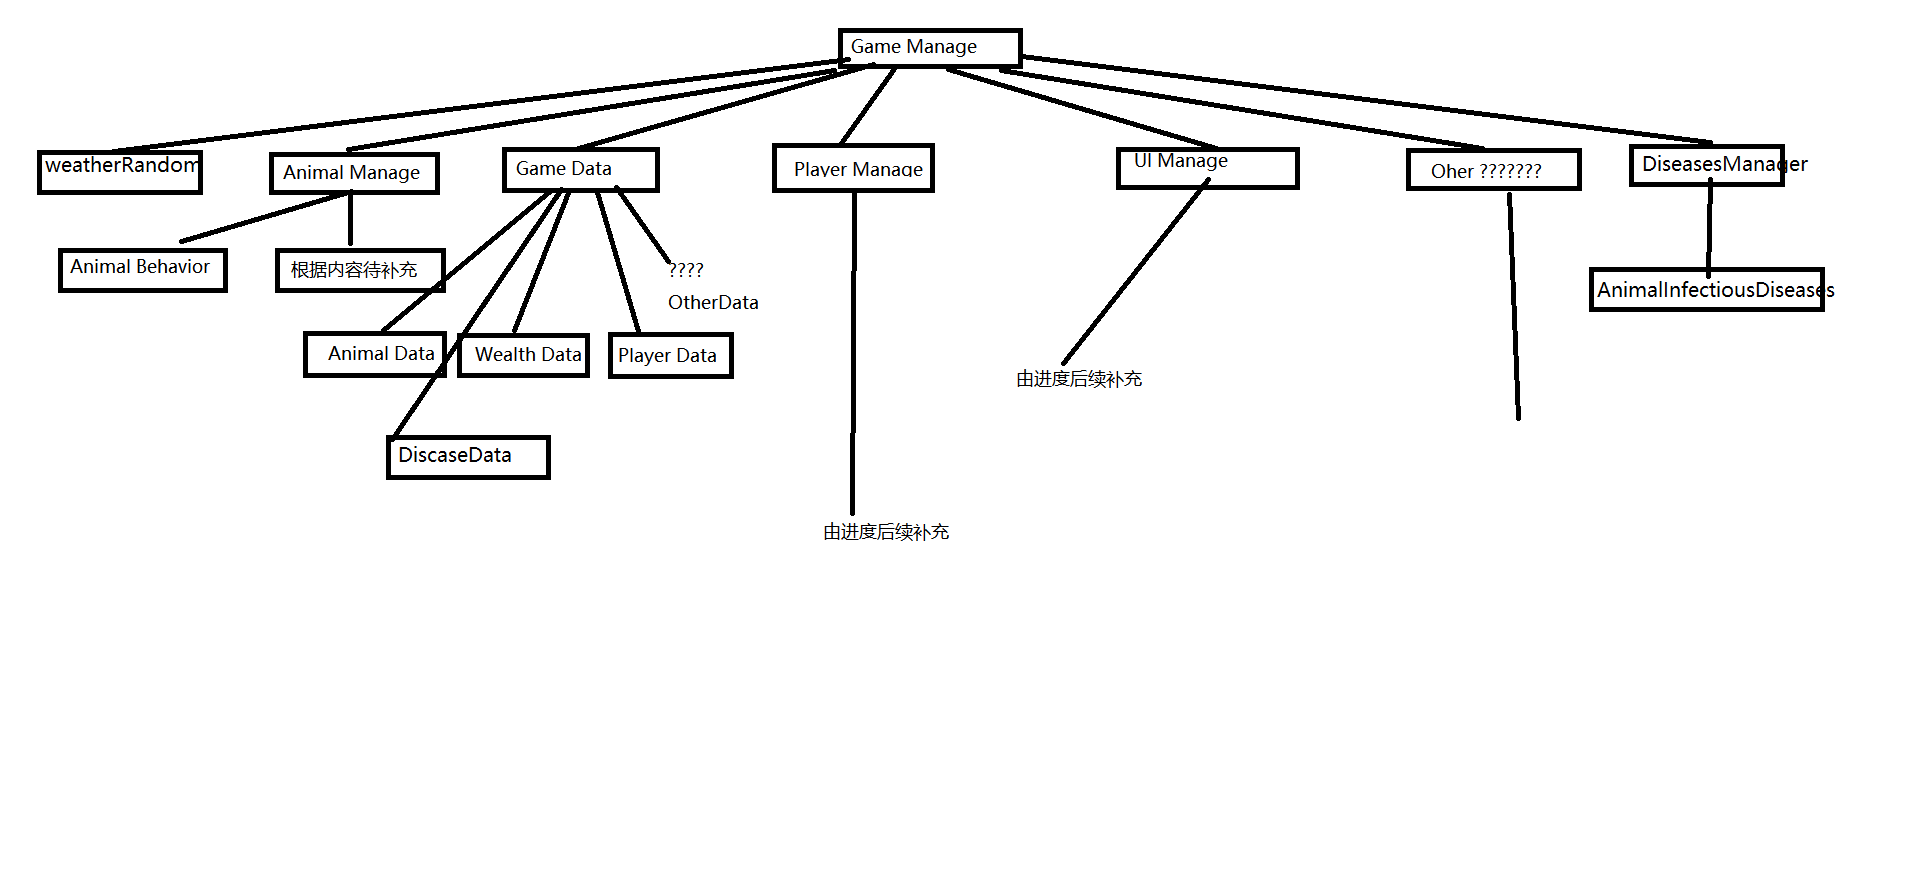 Game Manage
weatherRandom
Animal Manage
Game Data
Player Manage
UI Manage
Oher ???????
DiseasesManager
Animal Behavior
根据内容待补充
????
OtherData
AnimalInfectiousDiseases
Animal Data
Wealth Data
Player Data
由进度后续补充
DiscaseData
由进度后续补充